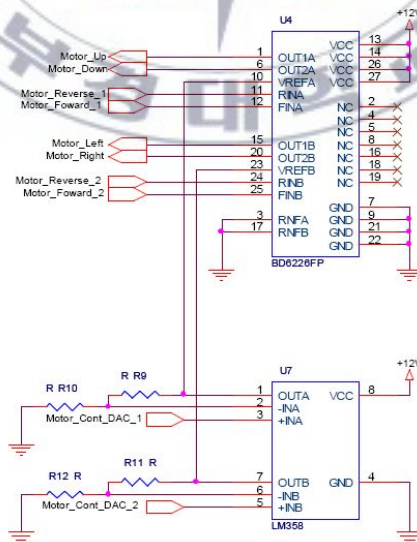 U4
+12V
Motor_Up
1
OUT1A
VCC
13
Motor_Down
6
OUT2A
VCC
14
10
VREFA
VCC
26
Motor_Reverse_1
11
RINA
VCC
27
Motor_Foward_1
12
FINA
NC
2
NC
4
NC
5
Motor_Left
15
OUT1B
NC
8
Motor_Right
20
OUT2B
NC
16
23
VREFB
NC
18
Motor_Reverse_2
24
RINB
NC
19
Motor_Foward_2
25
FINB
GND
7
3
RNFA
GND
9
17
RNFB
GND
21
GND
22
BD6226FP
U7
+12V
R R9
1
OUTA
VCC
8
R R10
2
-INA
Motor_Cont_DAC_1
3
+INA
R11 R
7
OUTB
GND
4
R12 R
6
-INB
Motor_Cont_DAC_2
5
+INB
LM358